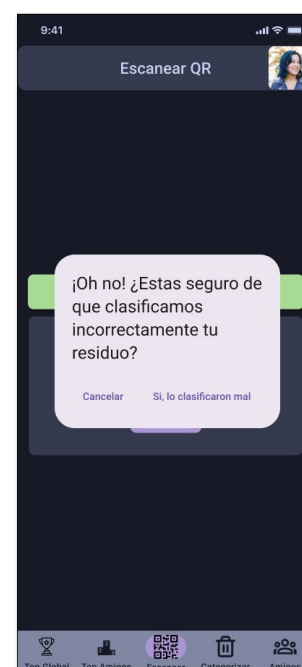 9:41
Escanear QR
¡Oh no! ¿Estas seguro de
que clasificamos
incorrectamente tu
residuo?
Cancelar Si, lo clasificaron mal
Top Global Top Amigos Escanear Categorizar Amigos